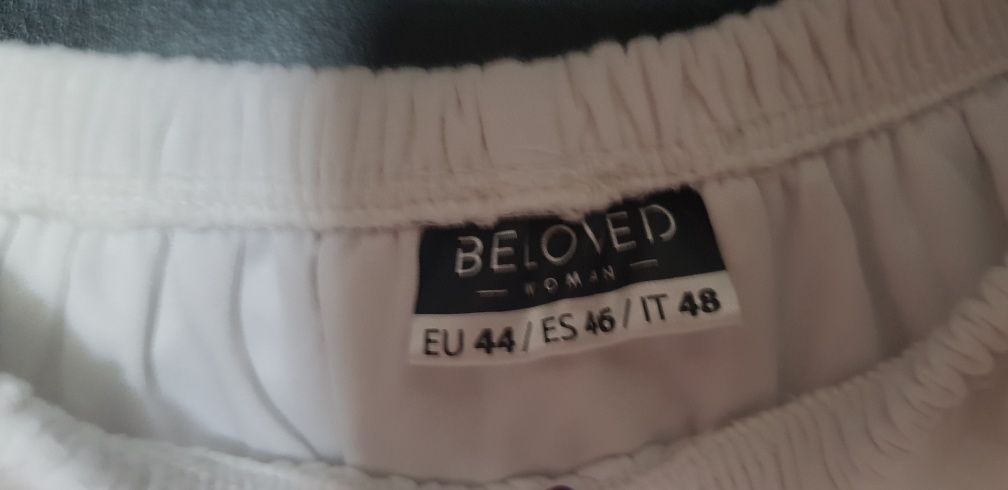 BELOVED
WOMAN
EU 44 / ES 46 / IT 48